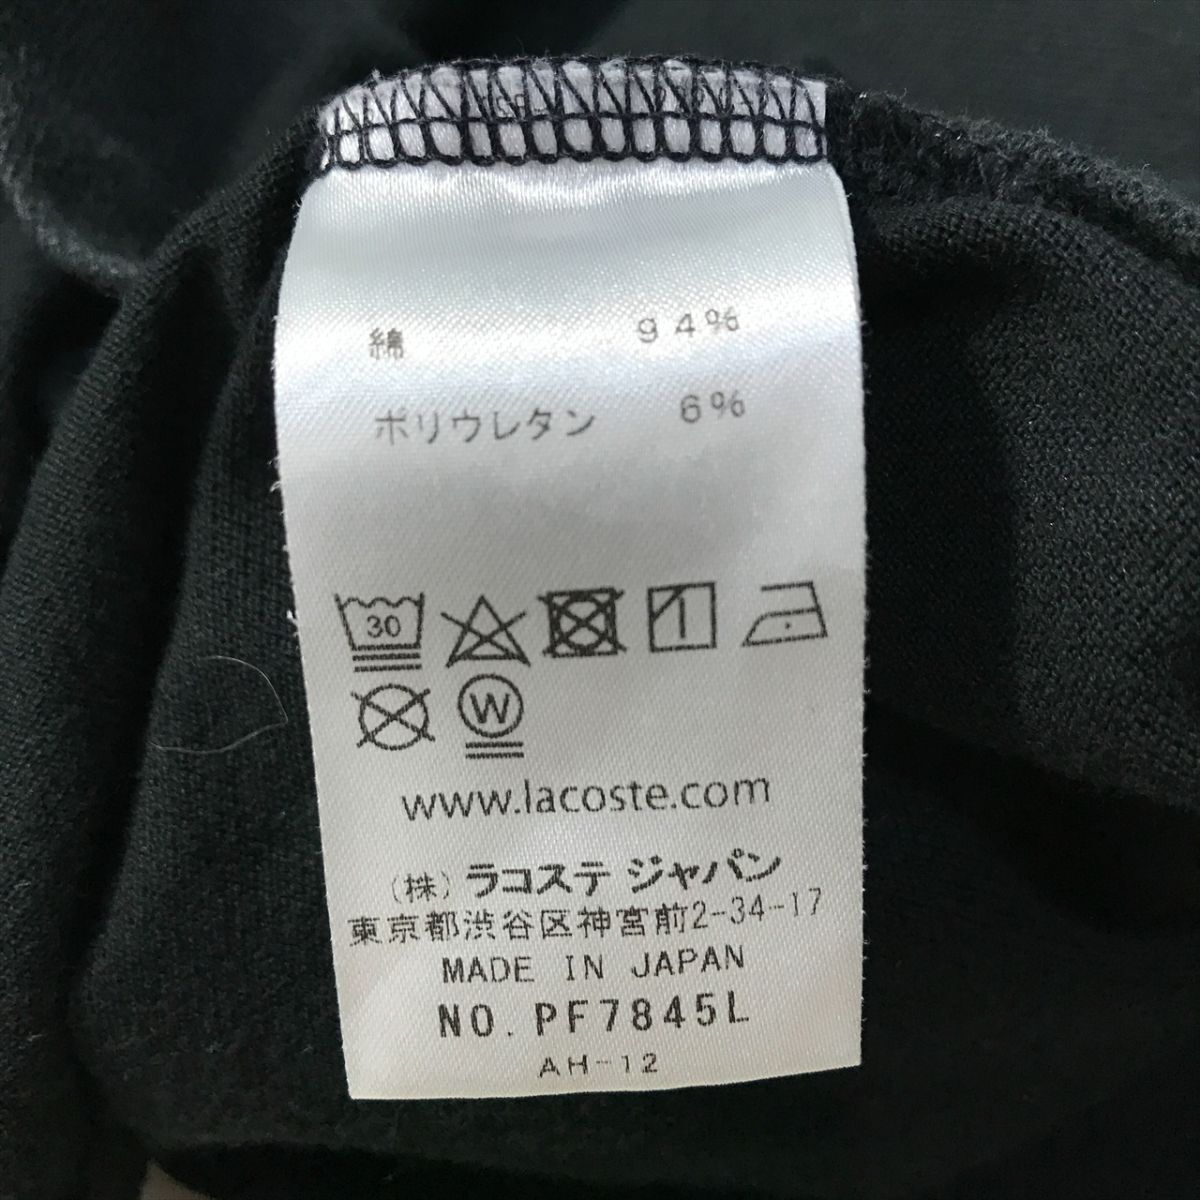 綿 94%
ポリウレタン 6%
30
W
www.lacoste.com
(株) ラコステ ジャパン
東京都渋谷区神宮前2-34-17
MADE IN JAPAN
NO. PF7845L
AH-12